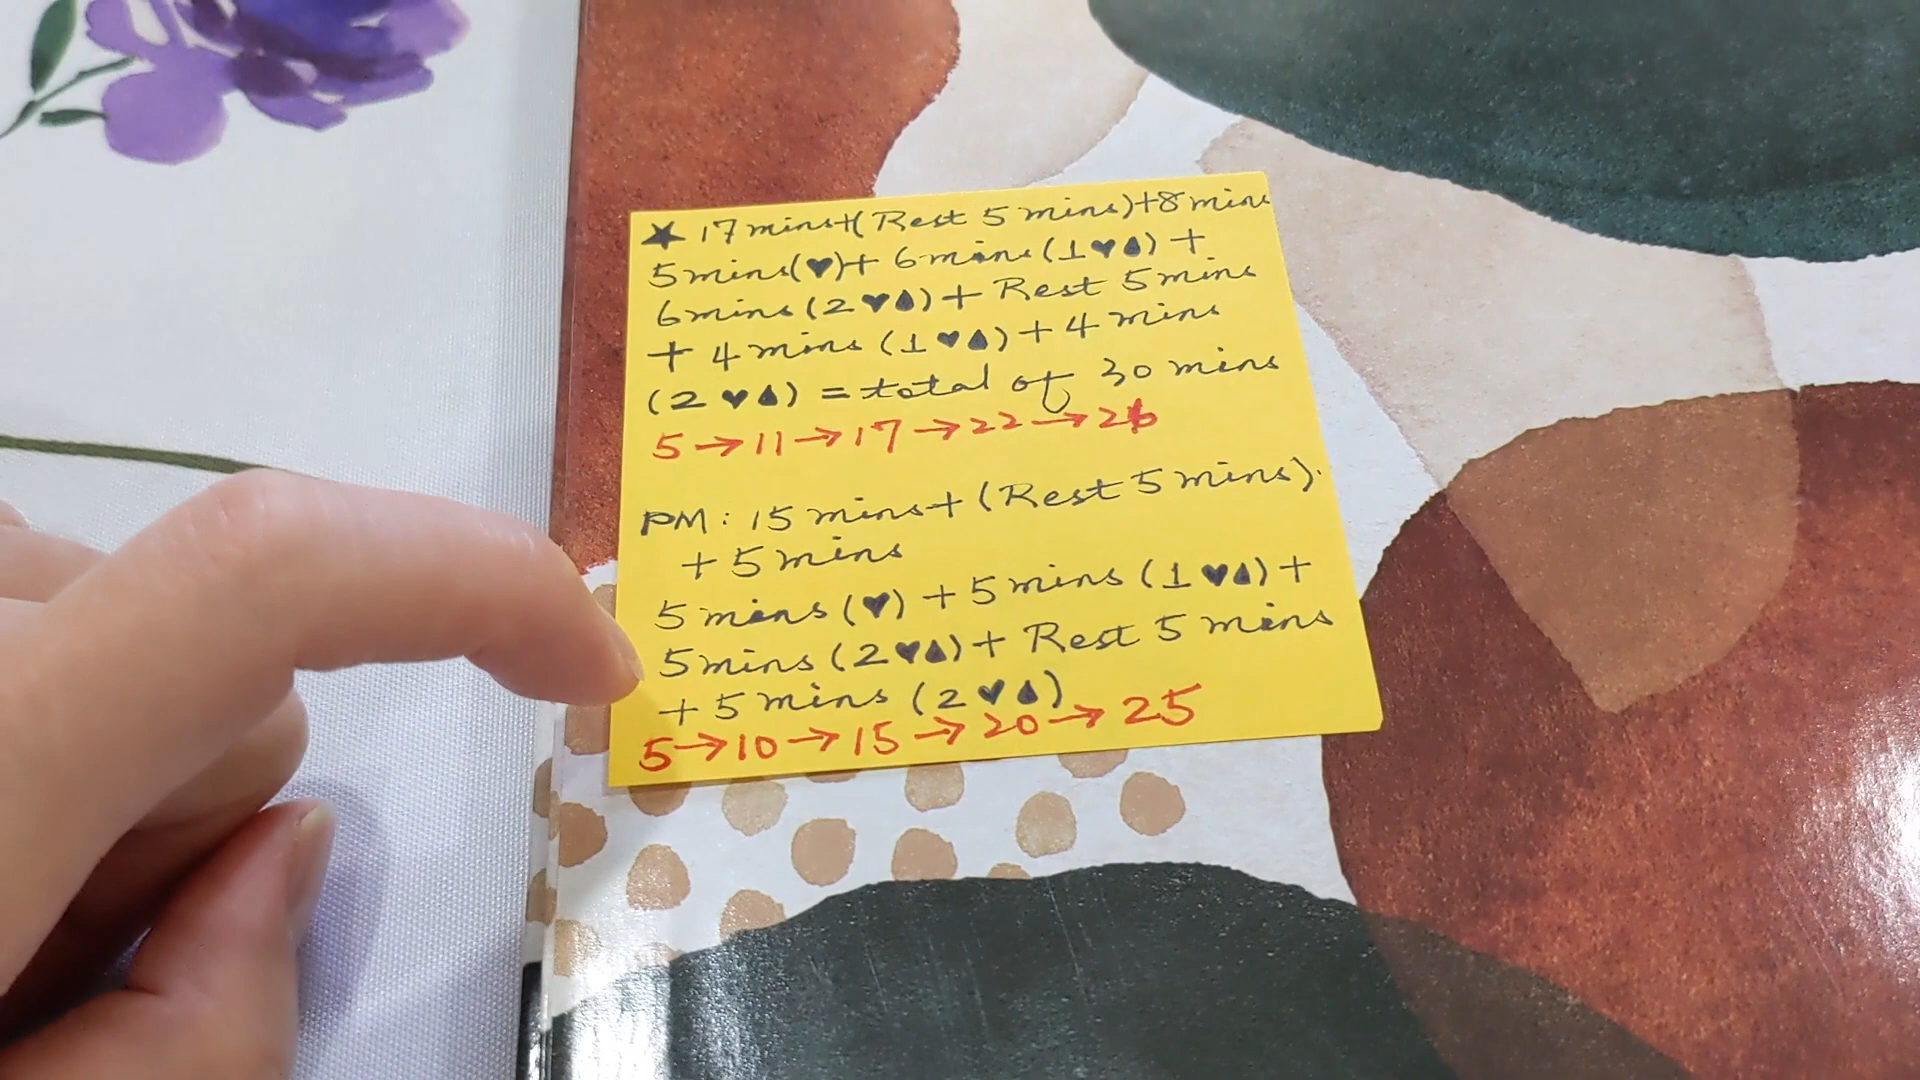 ★ 17 mins+(Rest 5 mins)+8 mins
5 mins(♥)+ 6 mins (1♥💧) +
6 mins (2♥💧) + Rest 5 mins
+ 4 mins (1♥💧) + 4 mins
(2♥💧) = total of 30 mins
5 → 11 → 17 → 22 → 26
PM: 15 mins + (Rest 5 mins).
+ 5 mins
5 mins (♥) + 5 mins (1♥💧) +
5 mins (2♥💧) + Rest 5 mins
+ 5 mins (2♥💧)
5 → 10 → 15 → 20 → 25